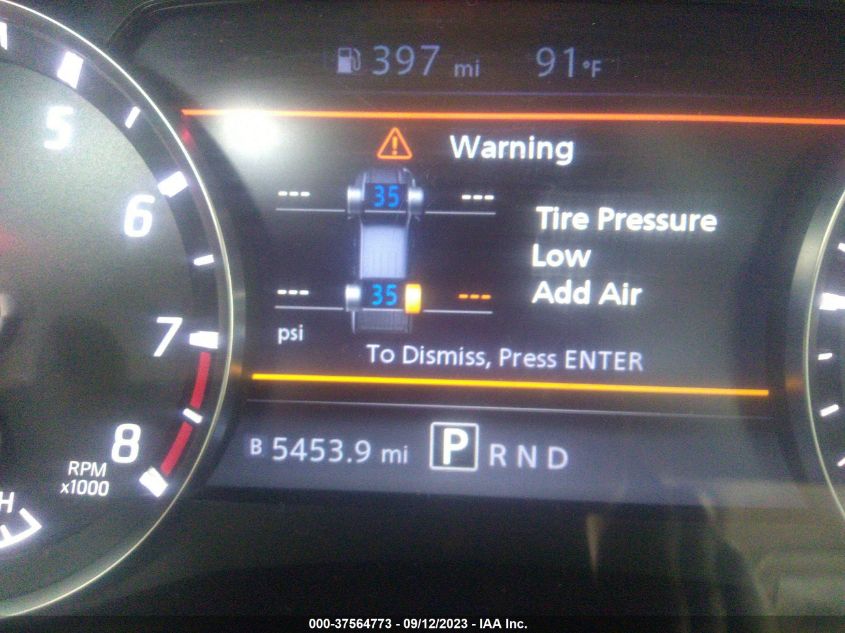 397 mi 91°F
Warning
--- 35 ---
Tire Pressure
Low
--- 35 ---
Add Air
psi
To Dismiss, Press ENTER
B 5453.9 mi P R N D
5
6
7
8
RPM
x1000
H
000-37564773 - 09/12/2023 - IAA Inc.